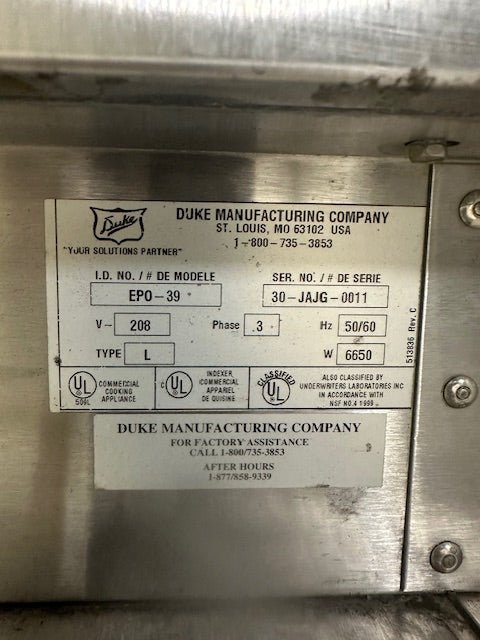 Duke
"YOUR SOLUTIONS PARTNER"
DUKE MANUFACTURING COMPANY
ST. LOUIS, MO 63102 USA
1-800-735-3853
I.D. NO. / # DE MODELE
EPO-39
SER. NO. / # DE SERIE
30-JAJG-0011
V~ 208
Phase 3
Hz 50/60
TYPE L
W 6650
513836 Rev. C
UL
COMMERCIAL
COOKING
APPLIANCE
C UL
COMMERCIAL
APPARIEL
DE QUISINE
CLASSIFIED
UL
ALSO CLASSIFIED BY
UNDERWRITERS LABORATORIES INC
IN ACCORDANCE WITH
NSF NO.4 1999
DUKE MANUFACTURING COMPANY
FOR FACTORY ASSISTANCE
CALL 1-800/735-3853
AFTER HOURS
1-877/858-9339